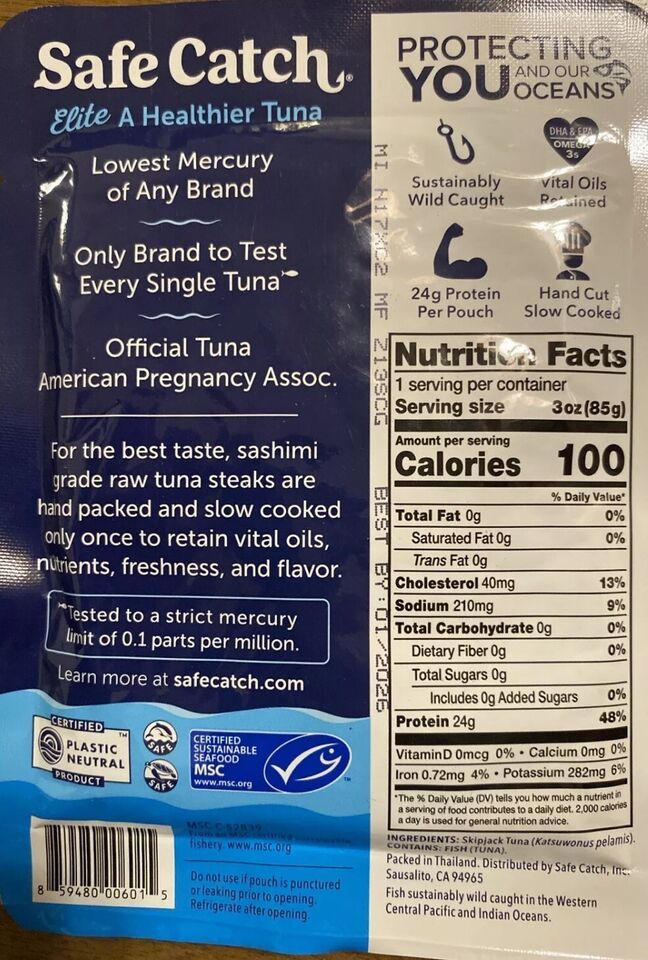 Safe Catch®
Elite A Healthier Tuna
Lowest Mercury
of Any Brand
Only Brand to Test
Every Single Tuna
Official Tuna
American Pregnancy Assoc.
For the best taste, sashimi
grade raw tuna steaks are
hand packed and slow cooked
only once to retain vital oils,
nutrients, freshness, and flavor.
Tested to a strict mercury
limit of 0.1 parts per million.
Learn more at safecatch.com
CERTIFIED
PLASTIC
NEUTRAL
PRODUCT
TM
SAFE
SAFE
CERTIFIED
SUSTAINABLE
SEAFOOD
MSC
www.msc.org
TM
MSC-C-52839
From an MSC certified sustainable
fishery. www.msc.org
8 59480 00601 5
Do not use if pouch is punctured
or leaking prior to opening.
Refrigerate after opening.
MF 213SCG
BEST BY:01/2026
PROTECTING
YOU AND OUR
OCEANS
Sustainably
Wild Caught
DHA & EPA
OMEGA
3s
Vital Oils
Retained
24g Protein
Per Pouch
Hand Cut
Slow Cooked
Nutrition Facts
1 serving per container
Serving size 3oz (85g)
Amount per serving
Calories 100
% Daily Value*
Total Fat 0g 0%
Saturated Fat 0g 0%
Trans Fat 0g
Cholesterol 40mg 13%
Sodium 210mg 9%
Total Carbohydrate 0g 0%
Dietary Fiber 0g 0%
Total Sugars 0g
Includes 0g Added Sugars 0%
Protein 24g 48%
Vitamin D 0mcg 0% • Calcium 0mg 0%
Iron 0.72mg 4% • Potassium 282mg 6%
*The % Daily Value (DV) tells you how much a nutrient in
a serving of food contributes to a daily diet. 2,000 calories
a day is used for general nutrition advice.
INGREDIENTS: Skipjack Tuna (Katsuwonus pelamis).
CONTAINS: FISH (TUNA).
Packed in Thailand. Distributed by Safe Catch, Inc.
Sausalito, CA 94965
Fish sustainably wild caught in the Western
Central Pacific and Indian Oceans.